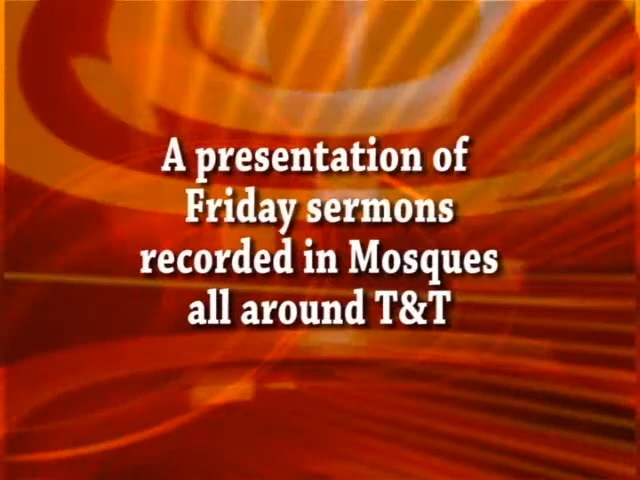 A presentation of
Friday sermons
recorded in Mosques
all around T&T